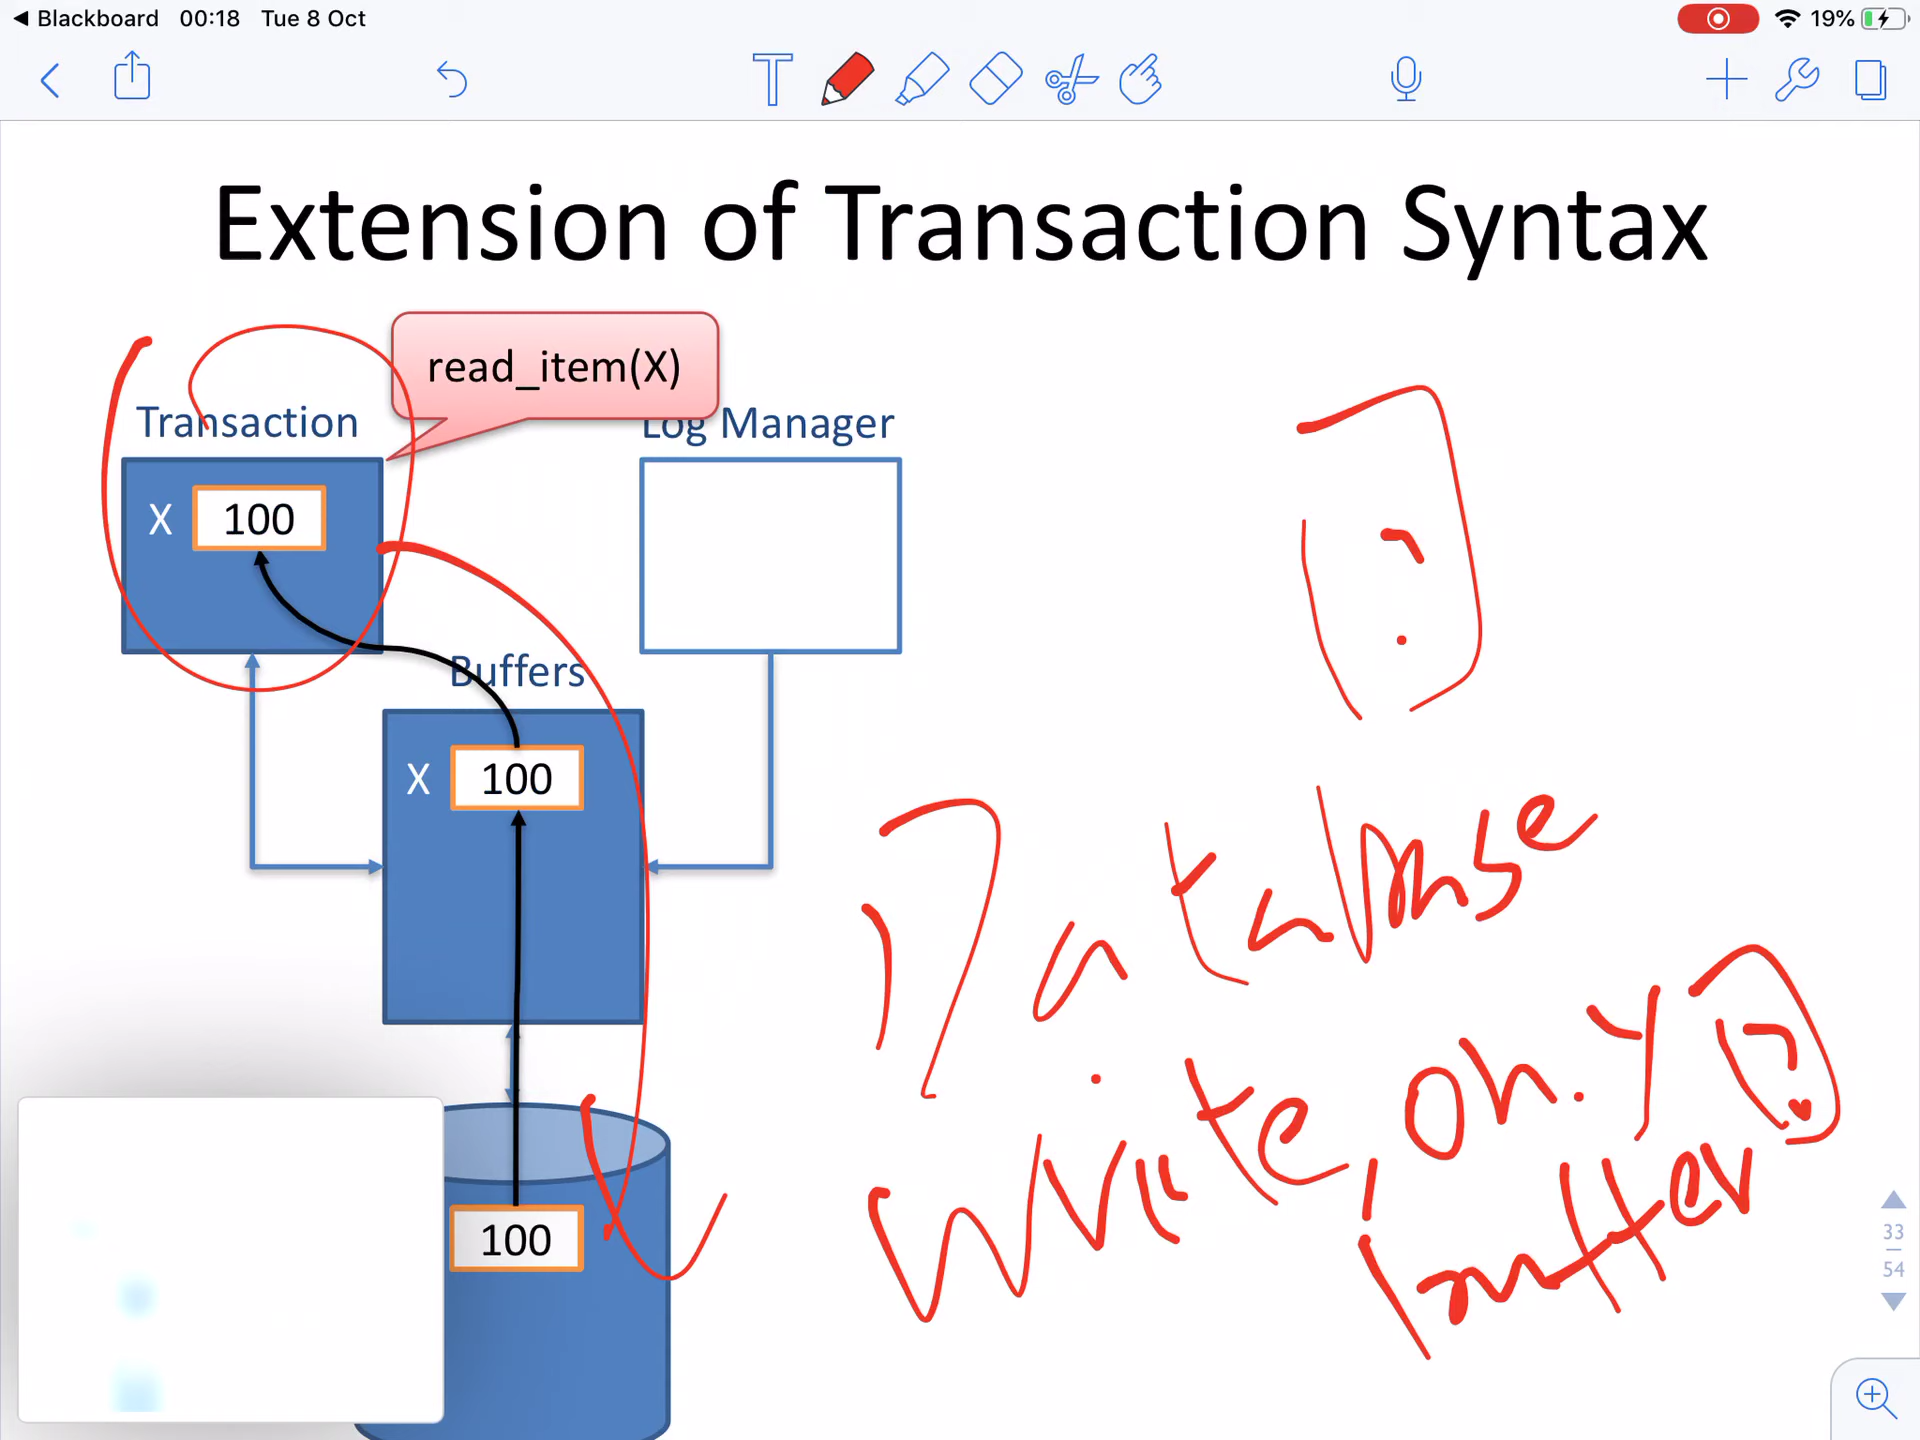 Blackboard 00:18 Tue 8 Oct 19%
T
Extension of Transaction Syntax
read_item(X)
Transaction
Log Manager
X 100
Buffers
X 100
Database
Write, on.Y
100
33
54